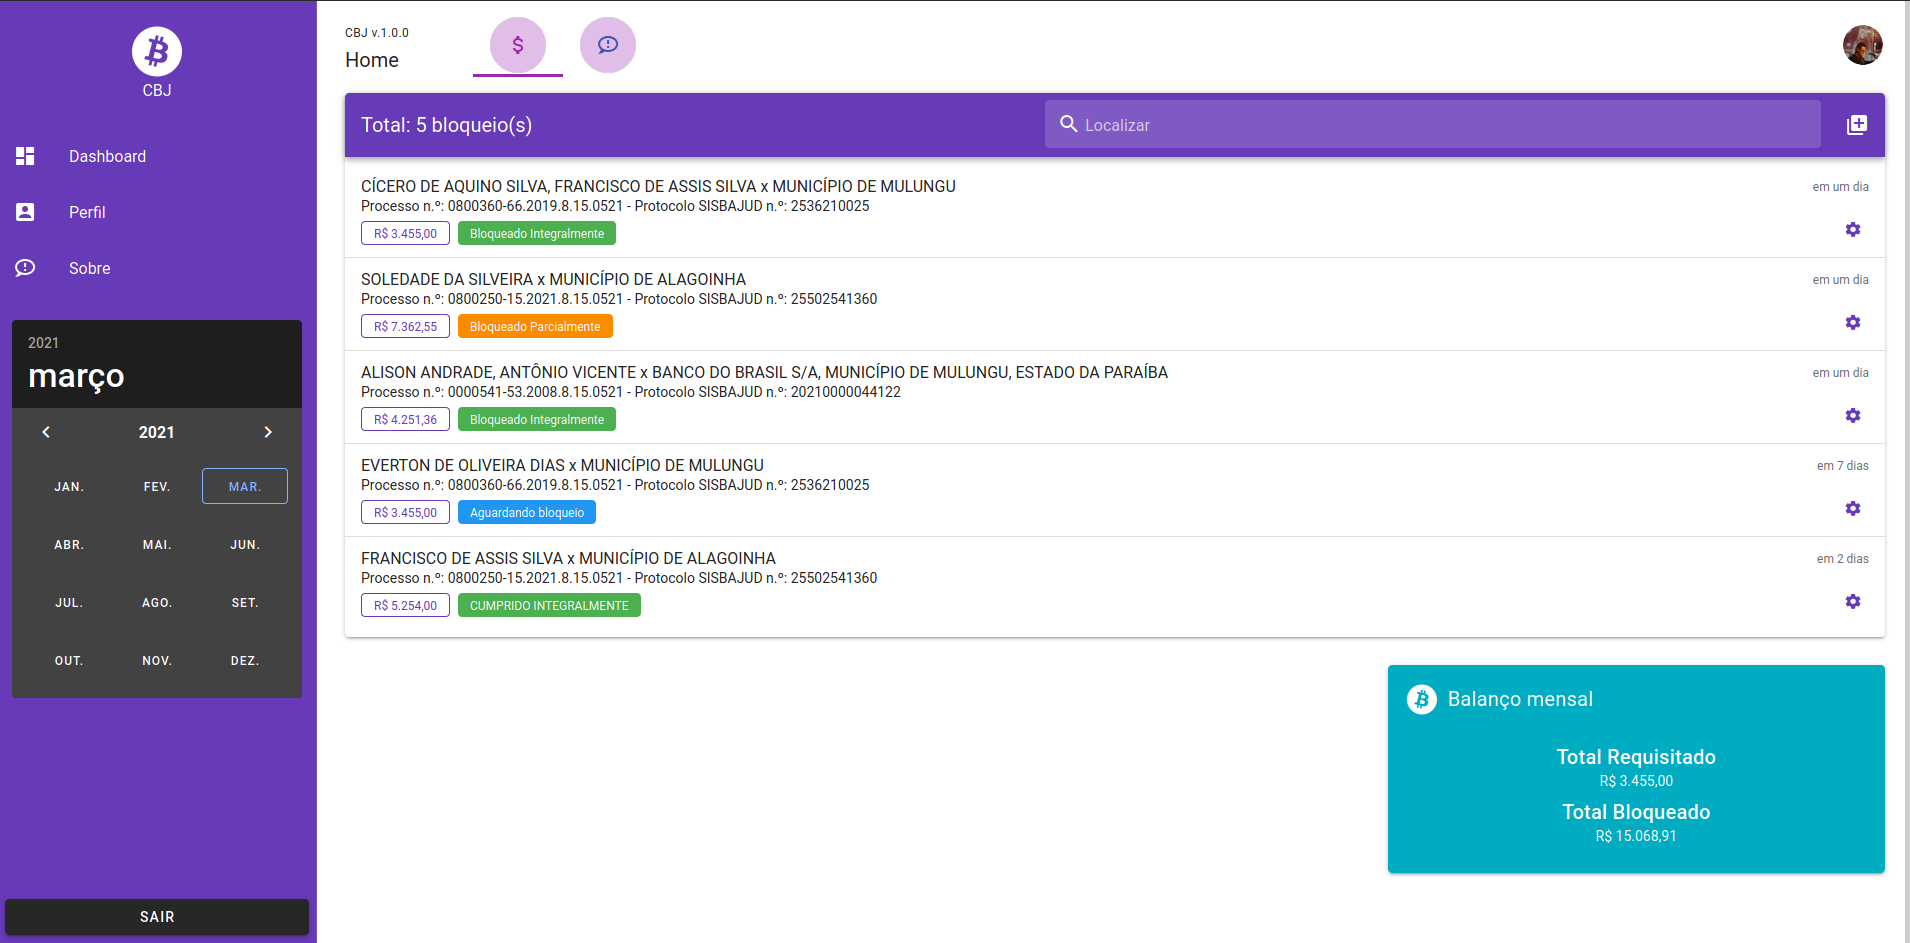 CBJ
Dashboard
Perfil
Sobre
2021
março
2021
JAN. FEV. MAR.
ABR. MAI. JUN.
JUL. AGO. SET.
OUT. NOV. DEZ.
SAIR
CBJ v.1.0.0
Home
Total: 5 bloqueio(s)
Localizar
CÍCERO DE AQUINO SILVA, FRANCISCO DE ASSIS SILVA x MUNICÍPIO DE MULUNGU
em um dia
Processo n.º: 0800360-66.2019.8.15.0521 - Protocolo SISBAJUD n.º: 2536210025
R$ 3.455,00 Bloqueado Integralmente
SOLEDADE DA SILVEIRA x MUNICÍPIO DE ALAGOINHA
em um dia
Processo n.º: 0800250-15.2021.8.15.0521 - Protocolo SISBAJUD n.º: 25502541360
R$ 7.362,55 Bloqueado Parcialmente
ALISON ANDRADE, ANTÔNIO VICENTE x BANCO DO BRASIL S/A, MUNICÍPIO DE MULUNGU, ESTADO DA PARAÍBA
em um dia
Processo n.º: 0000541-53.2008.8.15.0521 - Protocolo SISBAJUD n.º: 20210000044122
R$ 4.251,36 Bloqueado Integralmente
EVERTON DE OLIVEIRA DIAS x MUNICÍPIO DE MULUNGU
em 7 dias
Processo n.º: 0800360-66.2019.8.15.0521 - Protocolo SISBAJUD n.º: 2536210025
R$ 3.455,00 Aguardando bloqueio
FRANCISCO DE ASSIS SILVA x MUNICÍPIO DE ALAGOINHA
em 2 dias
Processo n.º: 0800250-15.2021.8.15.0521 - Protocolo SISBAJUD n.º: 25502541360
R$ 5.254,00 CUMPRIDO INTEGRALMENTE
Balanço mensal
Total Requisitado
R$ 3.455,00
Total Bloqueado
R$ 15.068,91